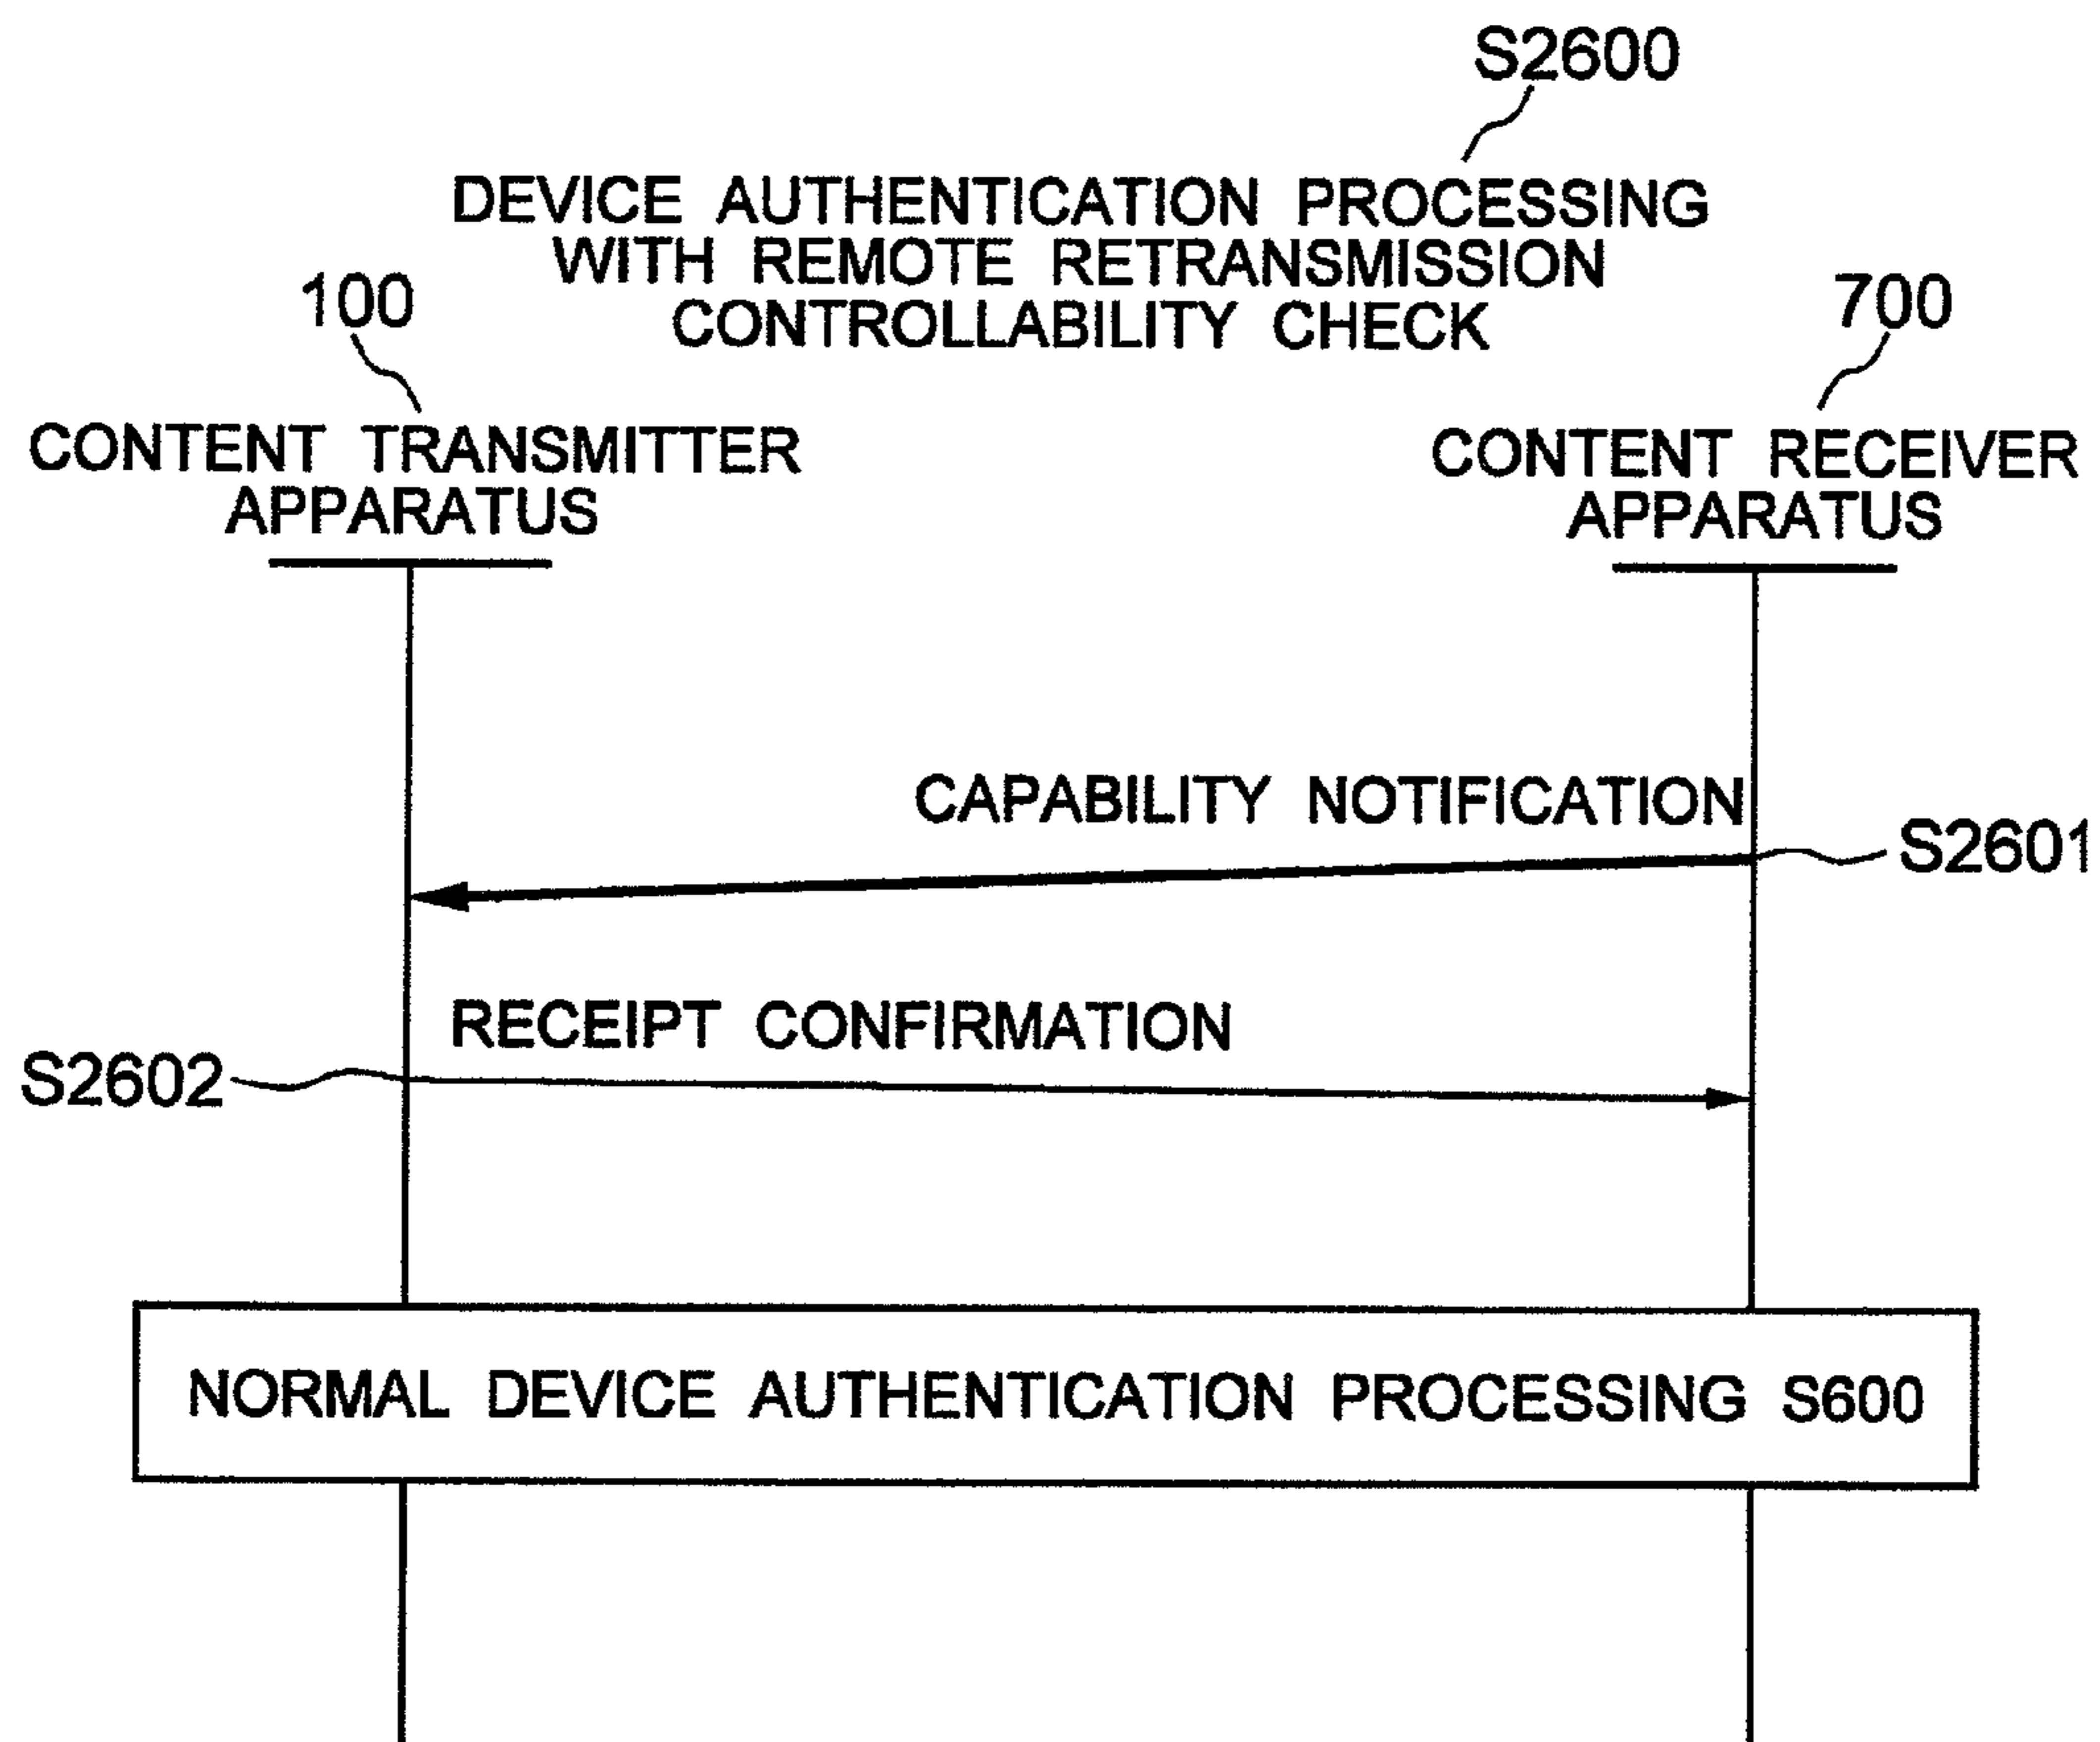 S2600
DEVICE AUTHENTICATION PROCESSING
WITH REMOTE RETRANSMISSION
CONTROLLABILITY CHECK
100
700
CONTENT TRANSMITTER
APPARATUS
CONTENT RECEIVER
APPARATUS
CAPABILITY NOTIFICATION
S2601
RECEIPT CONFIRMATION
S2602
NORMAL DEVICE AUTHENTICATION PROCESSING S600